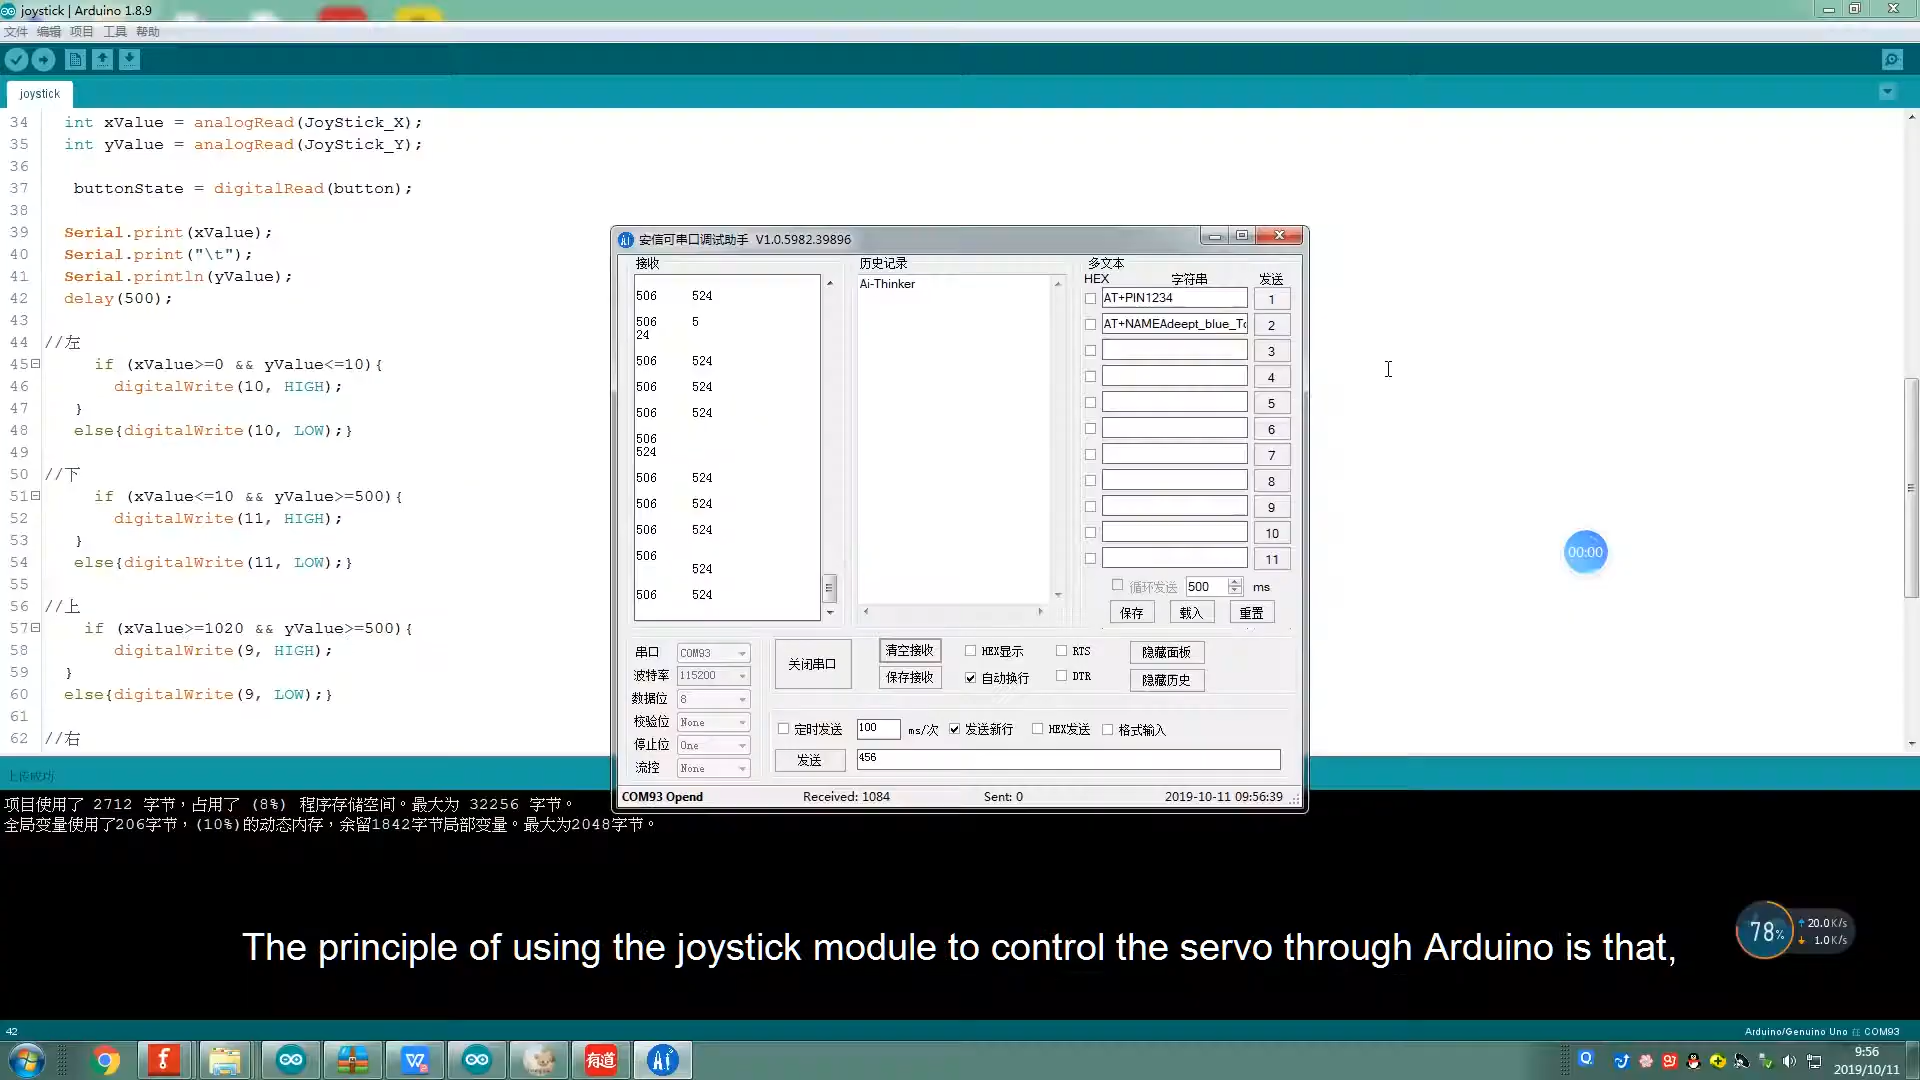 joystick | Arduino 1.8.9
文件 编辑 项目 工具 帮助
joystick
34 int xValue = analogRead(JoyStick_X);
35 int yValue = analogRead(JoyStick_Y);
36
37 buttonState = digitalRead(button);
38
39 Serial.print(xValue);
40 Serial.print("\t");
41 Serial.println(yValue);
42 delay(500);
43
44 //左
45 if (xValue>=0 && yValue<=10){
46 digitalWrite(10, HIGH);
47 }
48 else{digitalWrite(10, LOW);}
49
50 //下
51 if (xValue<=10 && yValue>=500){
52 digitalWrite(11, HIGH);
53 }
54 else{digitalWrite(11, LOW);}
55
56 //上
57 if (xValue>=1020 && yValue>=500){
58 digitalWrite(9, HIGH);
59 }
60 else{digitalWrite(9, LOW);}
61
62 //右
安信可串口调试助手 V1.0.5982.39896
接收
506 524
506 5
24
506 524
506 524
506 524
506
524
506 524
506 524
506 524
506
524
506 524
历史记录
Ai-Thinker
多文本
HEX 字符串 发送
AT+PIN1234 1
AT+NAMEAdeept_blue_To 2
3
4
5
6
7
8
9
10
11
循环发送 500 ms
保存 载入 重置
串口 COM93
波特率 115200
数据位 8
校验位 None
停止位 One
流控 None
关闭串口
清空接收 HEX显示 RTS 隐藏面板
保存接收 自动换行 DTR 隐藏历史
定时发送 100 ms/次 发送新行 HEX发送 格式输入
发送 456
COM93 Opend Received: 1084 Sent: 0 2019-10-11 09:56:39
00:00
上传成功
项目使用了 2712 字节，占用了 (8%) 程序存储空间。最大为 32256 字节。
全局变量使用了206字节，(10%)的动态内存，余留1842字节局部变量。最大为2048字节。
78% 20.0K/s
1.0K/s
The principle of using the joystick module to control the servo through Arduino is that,
42 Arduino/Genuino Uno 在 COM93
有道
9:56
2019/10/11